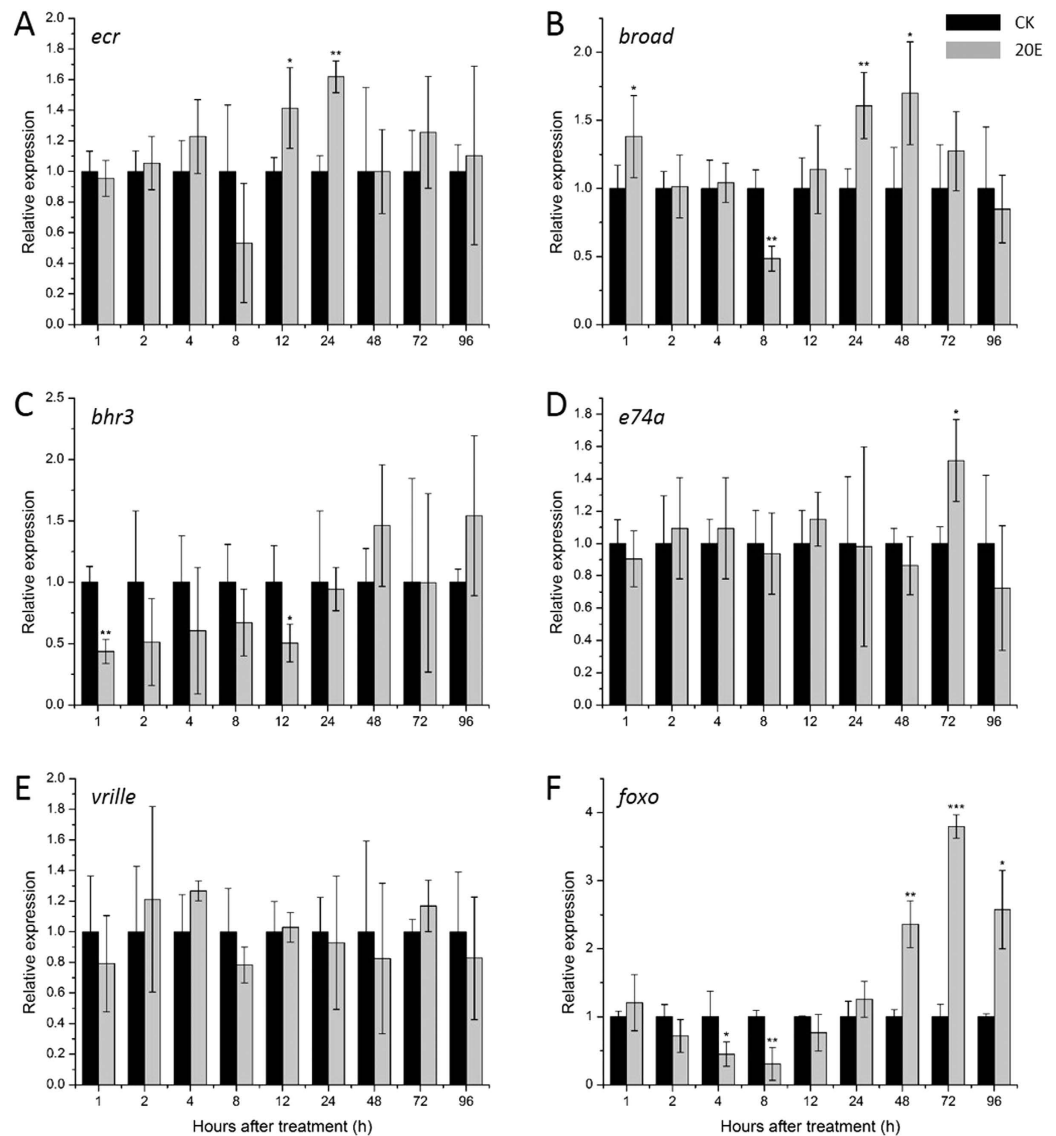 A
ecr
2.0
1.8
1.6
1.4
1.2
1.0
0.8
0.6
0.4
0.2
0.0
Relative expression
*
**
1 2 4 8 12 24 48 72 96
B
broad
CK
20E
2.0
1.5
1.0
0.5
0.0
Relative expression
*
**
**
*
1 2 4 8 12 24 48 72 96
C
bhr3
2.5
2.0
1.5
1.0
0.5
0.0
Relative expression
**
*
1 2 4 8 12 24 48 72 96
D
e74a
1.8
1.6
1.4
1.2
1.0
0.8
0.6
0.4
0.2
0.0
Relative expression
*
1 2 4 8 12 24 48 72 96
E
vrille
2.0
1.8
1.6
1.4
1.2
1.0
0.8
0.6
0.4
0.2
0.0
Relative expression
1 2 4 8 12 24 48 72 96
Hours after treatment (h)
F
foxo
4
3
2
1
0
Relative expression
*
**
**
***
*
1 2 4 8 12 24 48 72 96
Hours after treatment (h)